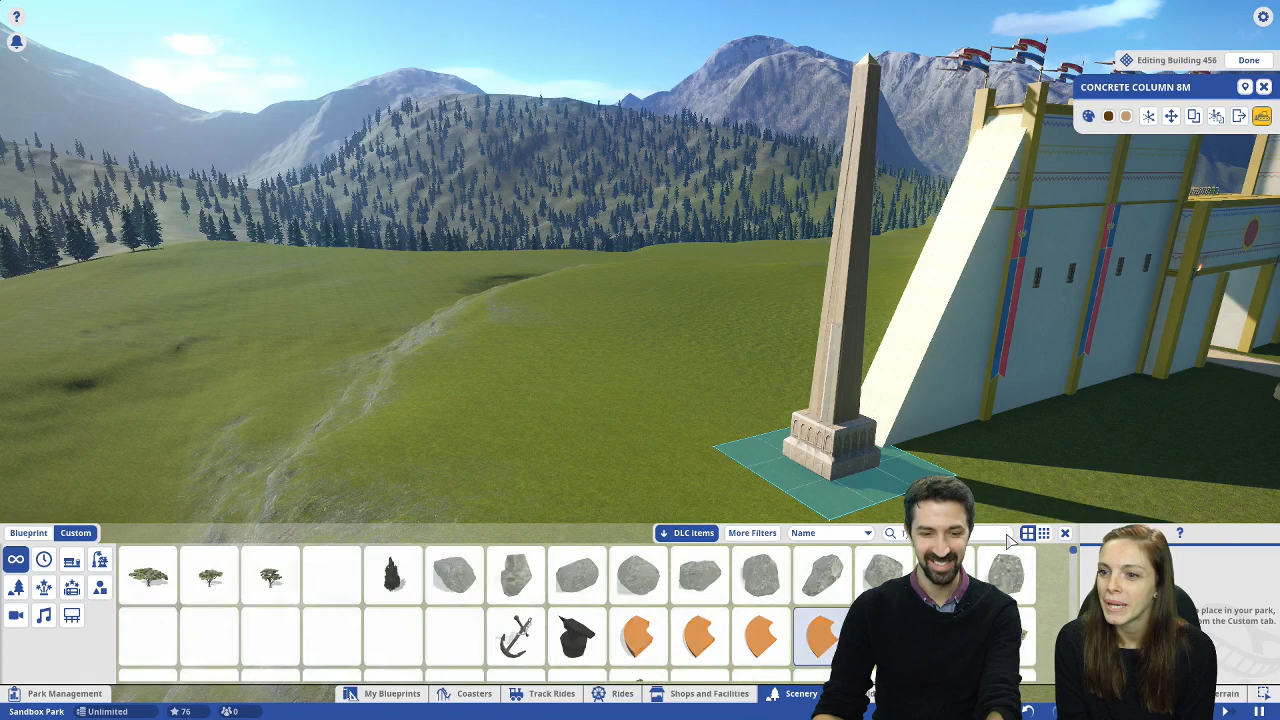 ?
Editing Building 456 Done
CONCRETE COLUMN 8M
Blueprint Custom DLC items More Filters Name ?
place in your park,
om the Custom tab.
Park Management My Blueprints Coasters Track Rides Rides Shops and Facilities Scenery errain
Sandbox Park Unlimited 76 0